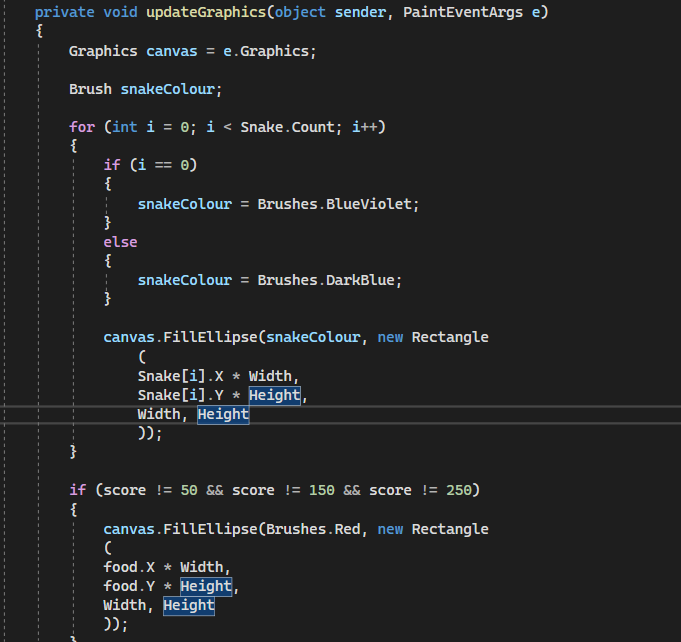 private void updateGraphics(object sender, PaintEventArgs e)
{
Graphics canvas = e.Graphics;
Brush snakeColour;
for (int i = 0; i < Snake.Count; i++)
{
if (i == 0)
{
snakeColour = Brushes.BlueViolet;
}
else
{
snakeColour = Brushes.DarkBlue;
}
canvas.FillEllipse(snakeColour, new Rectangle
(
Snake[i].X * Width,
Snake[i].Y * Height,
Width, Height
));
}
if (score != 50 && score != 150 && score != 250)
{
canvas.FillEllipse(Brushes.Red, new Rectangle
(
food.X * Width,
food.Y * Height,
Width, Height
));
}